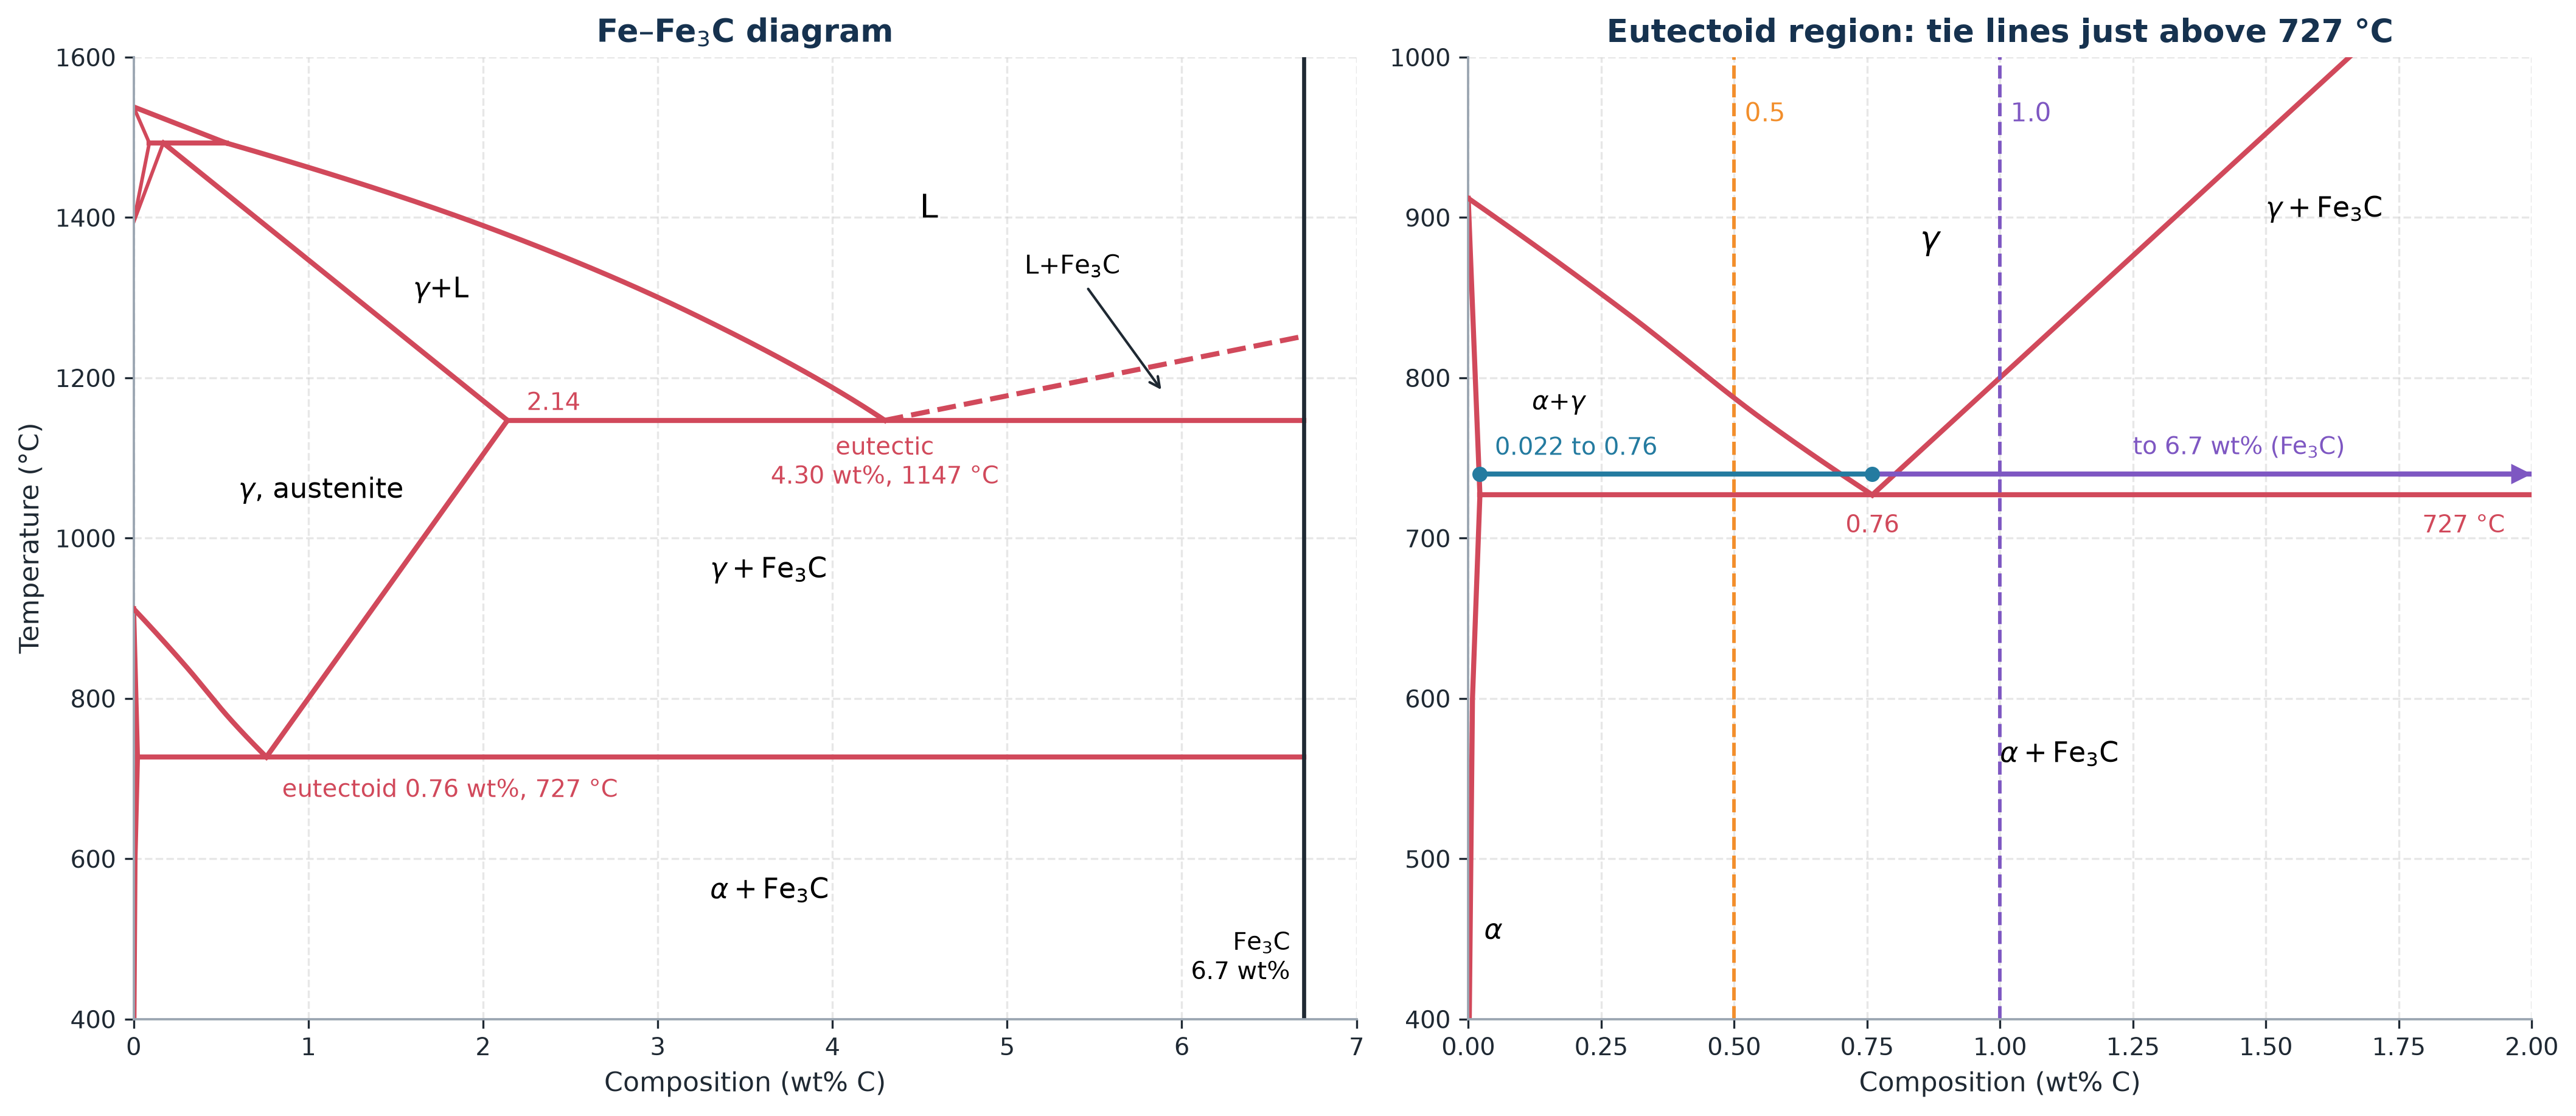 Fe–Fe₃C diagram
Temperature (°C)
1600
1400
1200
1000
800
600
400
0
1
2
3
4
5
6
7
Composition (wt% C)
L
L+Fe₃C
γ+L
2.14
eutectic
4.30 wt%, 1147 °C
γ, austenite
γ + Fe₃C
eutectoid 0.76 wt%, 727 °C
α + Fe₃C
Fe₃C
6.7 wt%
Eutectoid region: tie lines just above 727 °C
1000
900
800
700
600
500
400
0.00
0.25
0.50
0.75
1.00
1.25
1.50
1.75
2.00
Composition (wt% C)
0.5
1.0
γ + Fe₃C
γ
α+γ
0.022 to 0.76
to 6.7 wt% (Fe₃C)
0.76
727 °C
α + Fe₃C
α